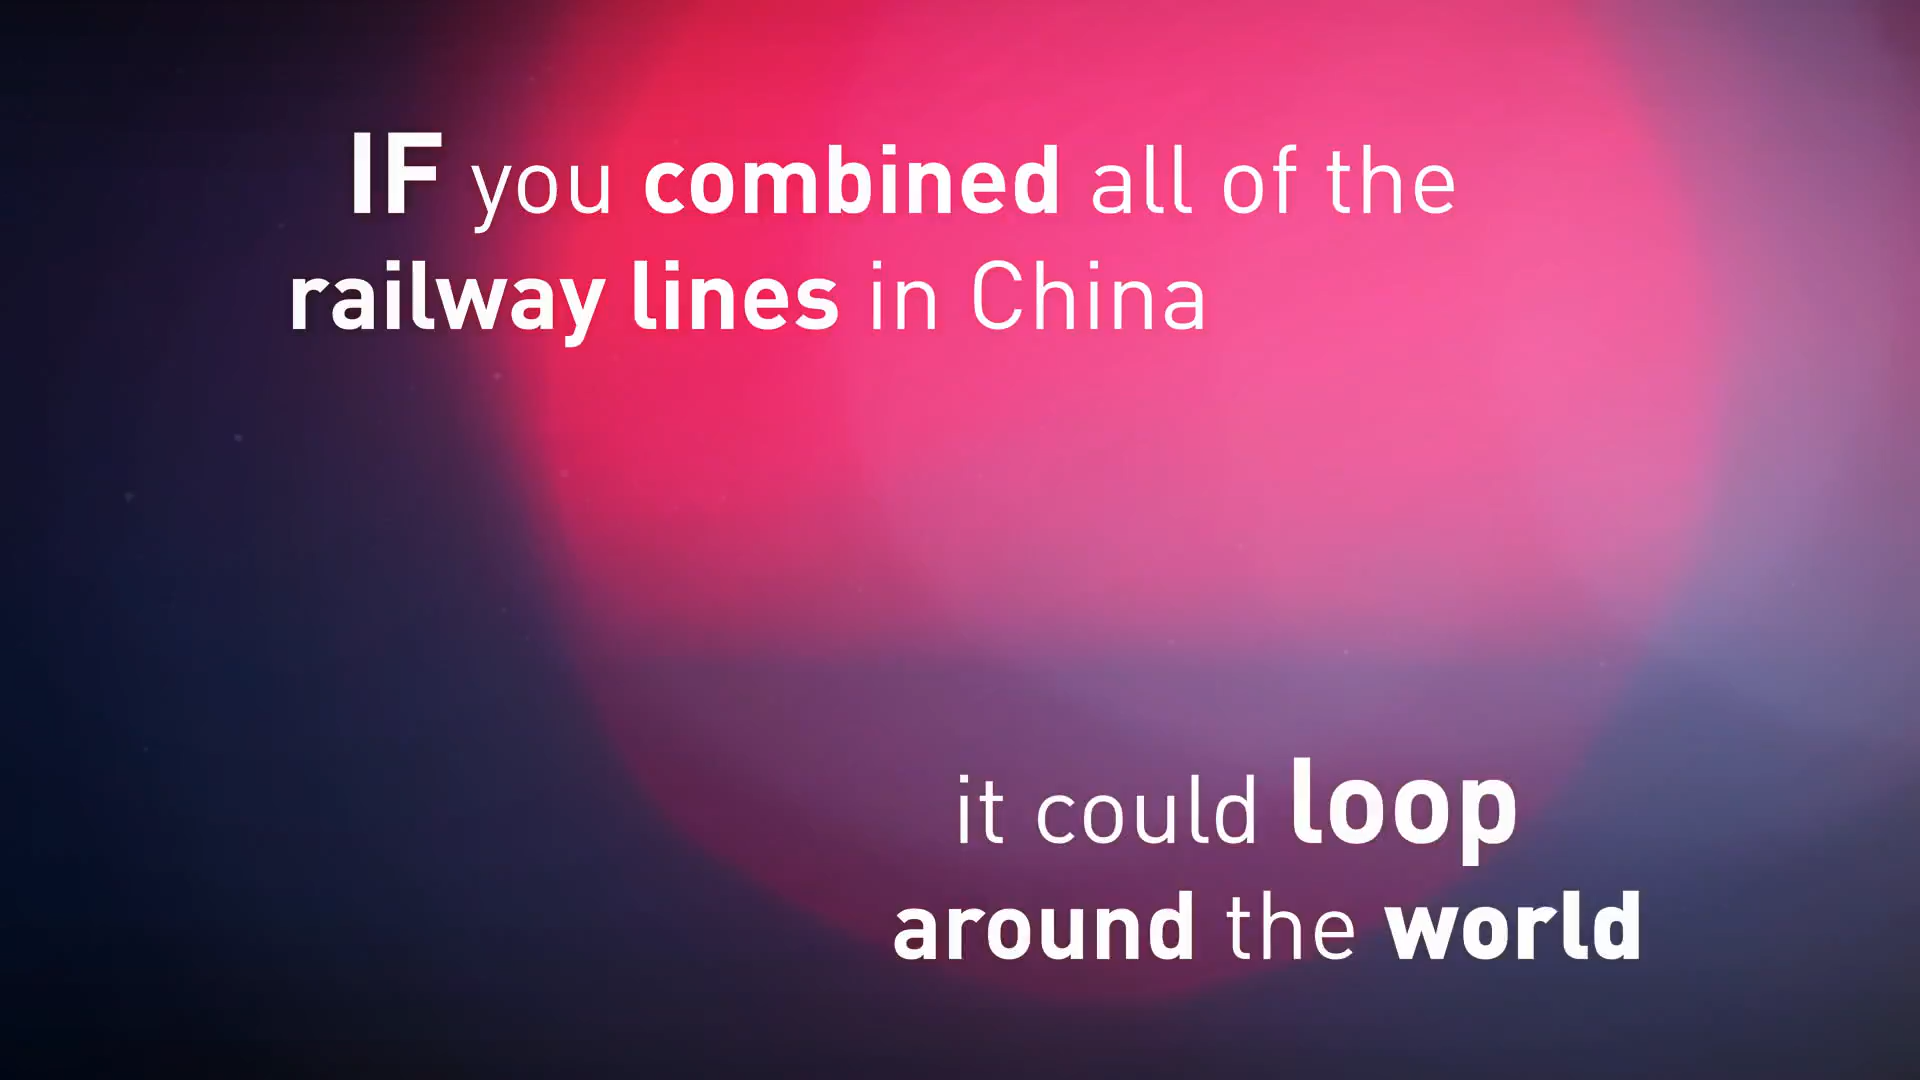 IF you combined all of the
railway lines in China
it could loop
around the world